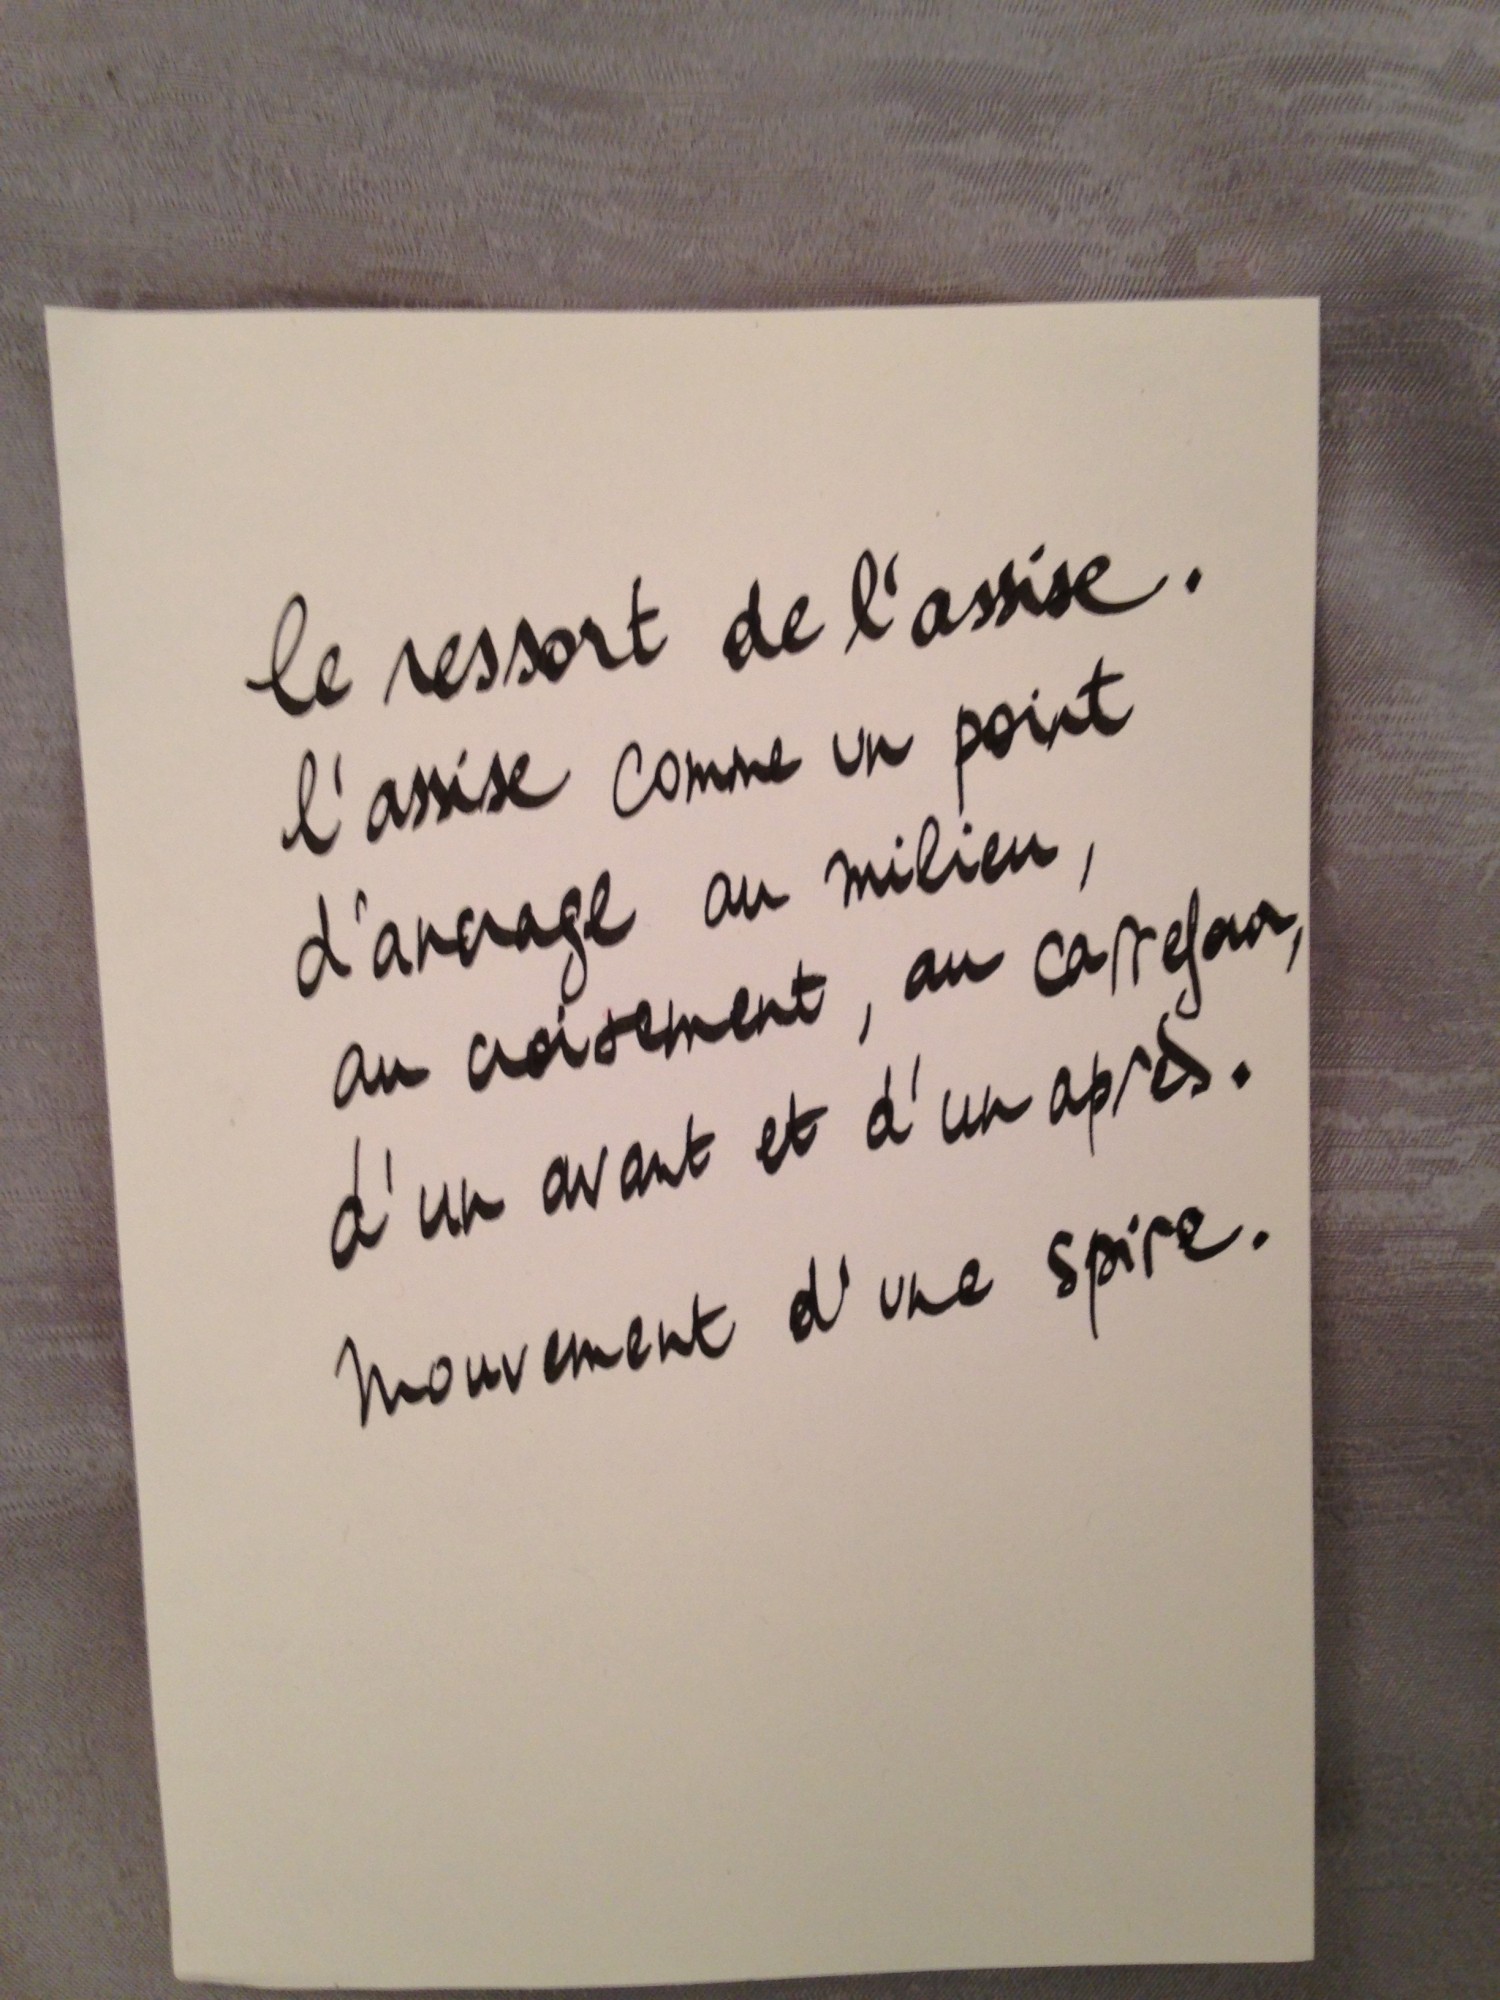 le ressort de l'assise.
l'assise comme un point
d'ancrage au milieu,
au croisement, au carrefour,
d'un avant et d'un après.
Mouvement d'une spire.